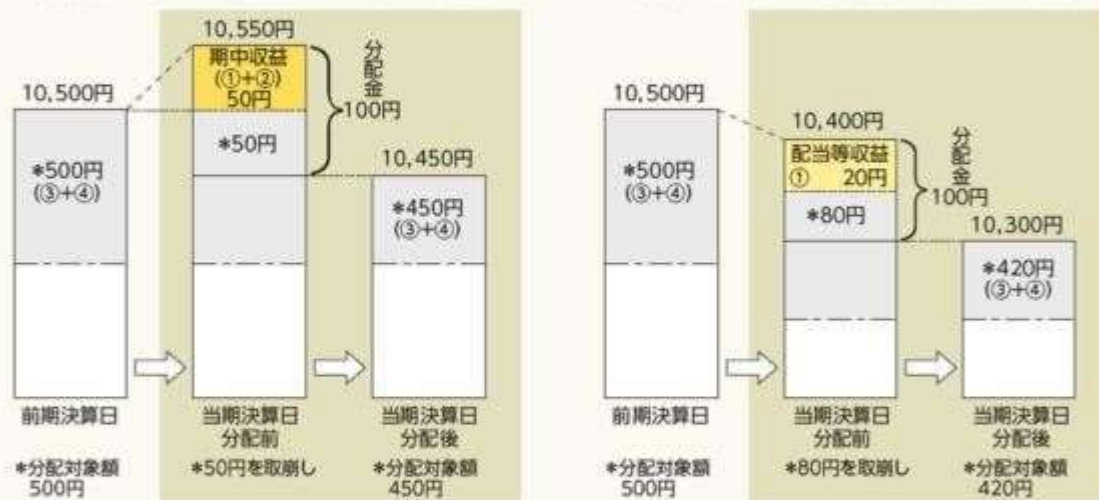 10,550円
期中収益
(①+②)
50円
分配金
100円
10,500円
*50円
10,450円
*500円
(③+④)
*450円
(③+④)
前期決算日
当期決算日
分配前
当期決算日
分配後
*分配対象額
500円
*50円を取崩し
*分配対象額
450円
10,500円
10,400円
配当等収益
① 20円
分配金
100円
*500円
(③+④)
*80円
10,300円
*420円
(③+④)
前期決算日
当期決算日
分配前
当期決算日
分配後
*分配対象額
500円
*80円を取崩し
*分配対象額
420円